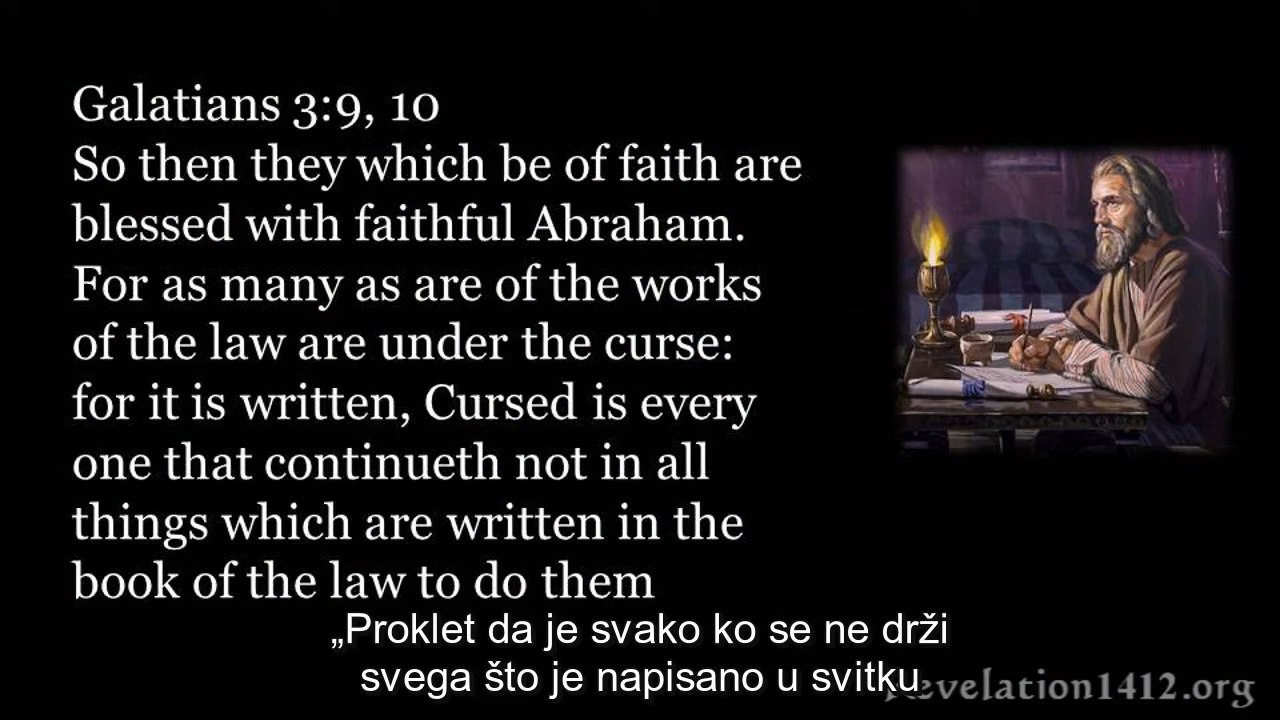 Galatians 3:9, 10
So then they which be of faith are
blessed with faithful Abraham.
For as many as are of the works
of the law are under the curse:
for it is written, Cursed is every
one that continueth not in all
things which are written in the
book of the law to do them
„Proklet da je svako ko se ne drži
svega što je napisano u svitku
Revelation1412.org